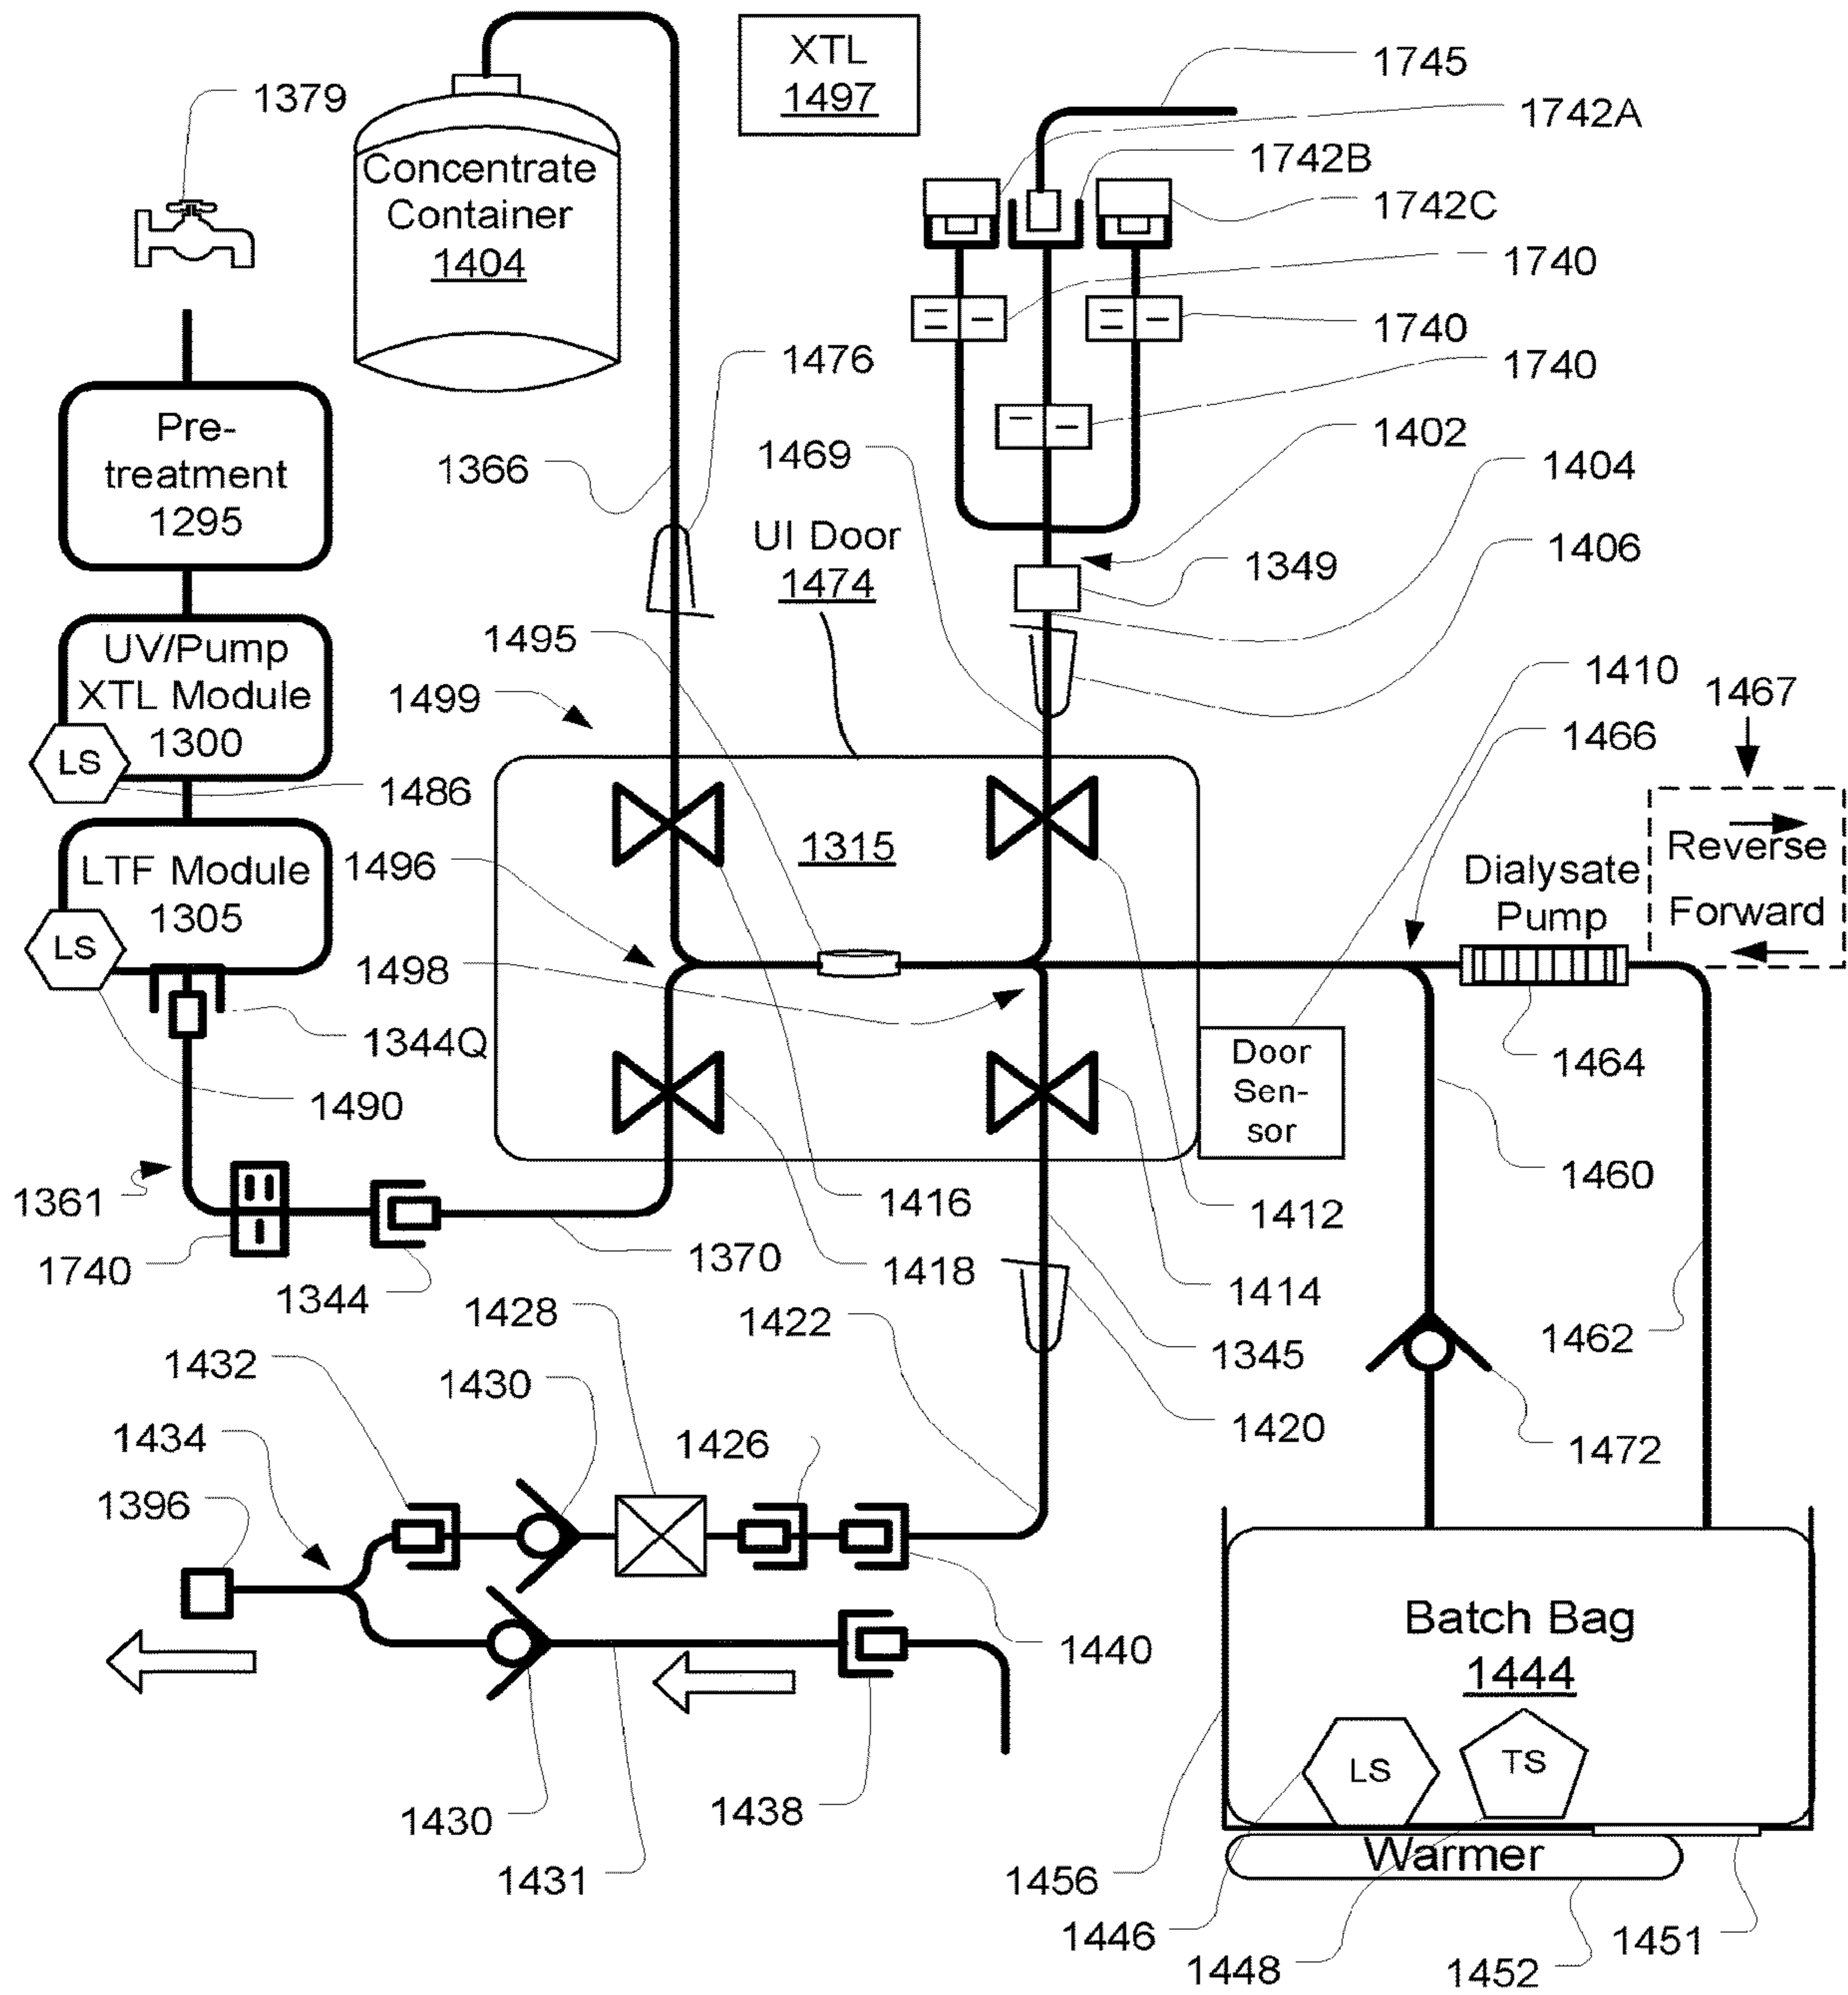 XTL
1497
1745
1742A
1742B
1742C
1379
Concentrate
Container
1404
1740
1740
1740
1476
1402
1469
1404
1366
Pre-
treatment
1295
UI Door
1474
1406
1349
1495
UV/Pump
XTL Module
1300
1499
1410
1467
1466
LS
1486
LTF Module
1305
1496
1315
Reverse
Dialysate
Pump
Forward
LS
1498
1344Q
Door
Sen-
sor
1464
1490
1361
1416
1412
1460
1740
1370
1418
1344
1414
1428
1422
1345
1462
1432
1430
1434
1426
1420
1472
1396
1440
Batch Bag
1444
LS
TS
1438
1430
1431
1456
Warmer
1446
1448
1452
1451